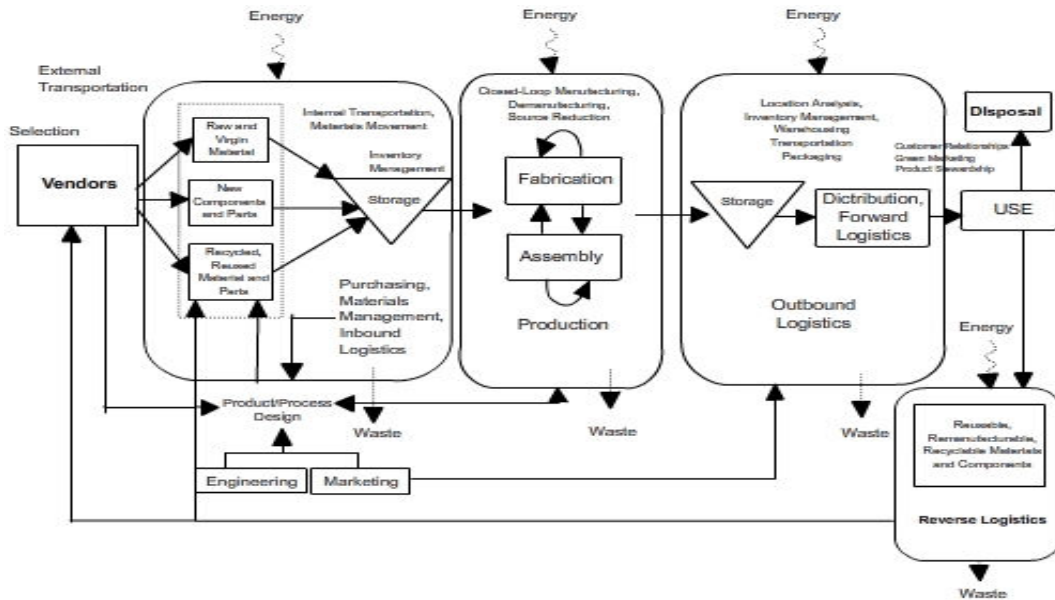 Energy
Energy
Energy
External
Transportation
Selection
Vendors
Raw and
Virgin
Material
New
Components
and Parts
Recycled,
Reused
Material and
Parts
Internal Transportation,
Materials Movement
Inventory
Management
Storage
Purchasing,
Materials
Management,
Inbound
Logistics
Closed-Loop Manufacturing,
Demanufacturing,
Source Reduction
Fabrication
Assembly
Production
Location Analysis,
Inventory Management,
Warehousing
Transportation
Packaging
Storage
Dictribution,
Forward
Logistics
Outbound
Logistics
Customer Relationships
Green Marketing
Product Stewardship
Disposal
USE
Energy
Product/Process
Design
Waste
Waste
Waste
Engineering
Marketing
Reusable,
Remanufacturable,
Recyclable Materials
and Components
Reverse Logistics
Waste